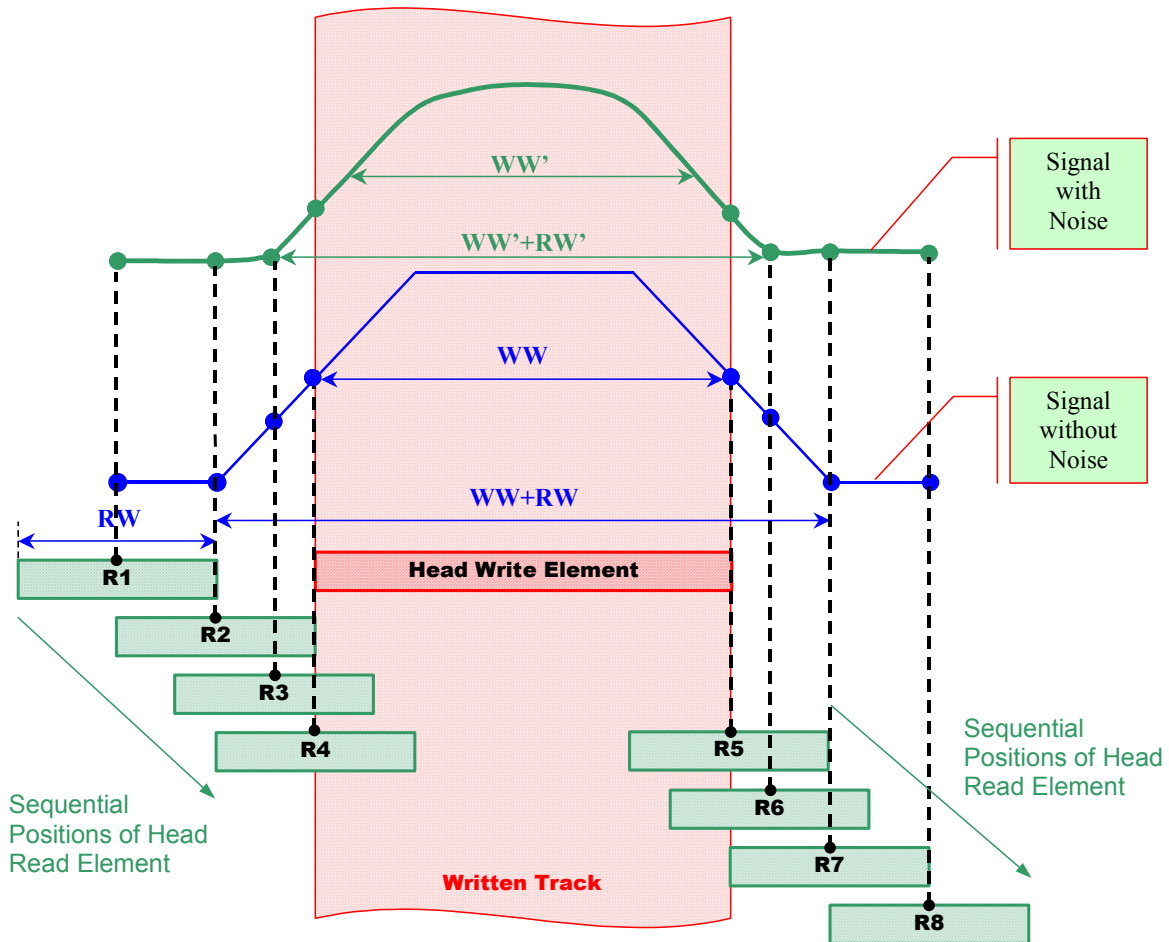 WW’
Signal
with
Noise
WW’+RW’
WW
Signal
without
Noise
WW+RW
RW
R1
Head Write Element
R2
R3
R4
R5
Sequential
Positions of Head
Read Element
R6
Sequential
Positions of Head
Read Element
R7
Written Track
R8